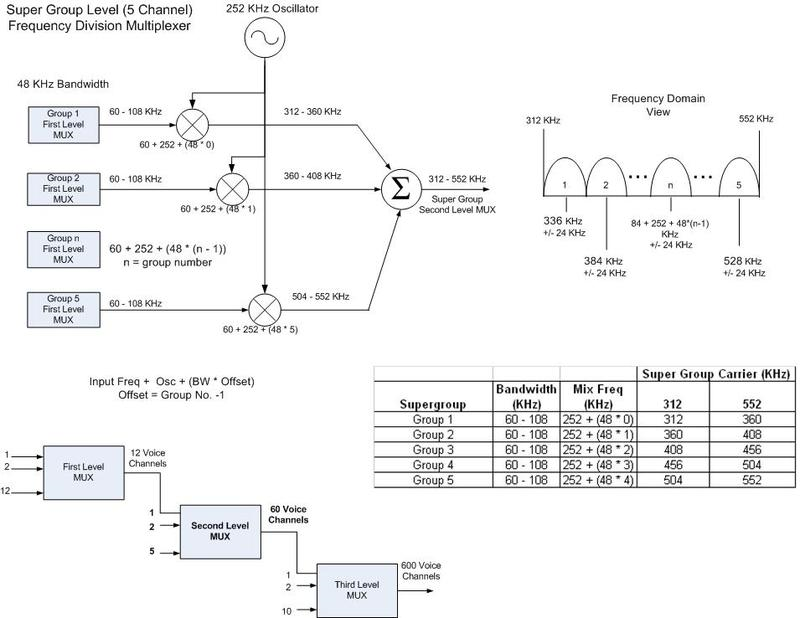 Super Group Level (5 Channel)
Frequency Division Multiplexer
252 KHz Oscillator
48 KHz Bandwidth
Group 1
First Level
MUX
60 - 108 KHz
60 + 252 + (48 * 0)
312 - 360 KHz
Group 2
First Level
MUX
60 - 108 KHz
60 + 252 + (48 * 1)
360 - 408 KHz
Σ
312 - 552 KHz
Super Group
Second Level MUX
Group n
First Level
MUX
60 + 252 + (48 * (n - 1))
n = group number
Group 5
First Level
MUX
60 - 108 KHz
60 + 252 + (48 * 5)
504 - 552 KHz
Frequency Domain
View
312 KHz
552 KHz
1 2 ••• n ••• 5
336 KHz
+/- 24 KHz
384 KHz
+/- 24 KHz
84 + 252 + 48*(n-1)
KHz
+/- 24 KHz
528 KHz
+/- 24 KHz
Input Freq + Osc + (BW * Offset)
Offset = Group No. -1
Super Group Carrier (KHz)
Supergroup Bandwidth (KHz) Mix Freq (KHz) 312 552
Group 1 60 - 108 252 + (48 * 0) 312 360
Group 2 60 - 108 252 + (48 * 1) 360 408
Group 3 60 - 108 252 + (48 * 2) 408 456
Group 4 60 - 108 252 + (48 * 3) 456 504
Group 5 60 - 108 252 + (48 * 4) 504 552
1
2
12
First Level
MUX
12 Voice
Channels
1
2
5
Second Level
MUX
60 Voice
Channels
1
2
10
Third Level
MUX
600 Voice
Channels